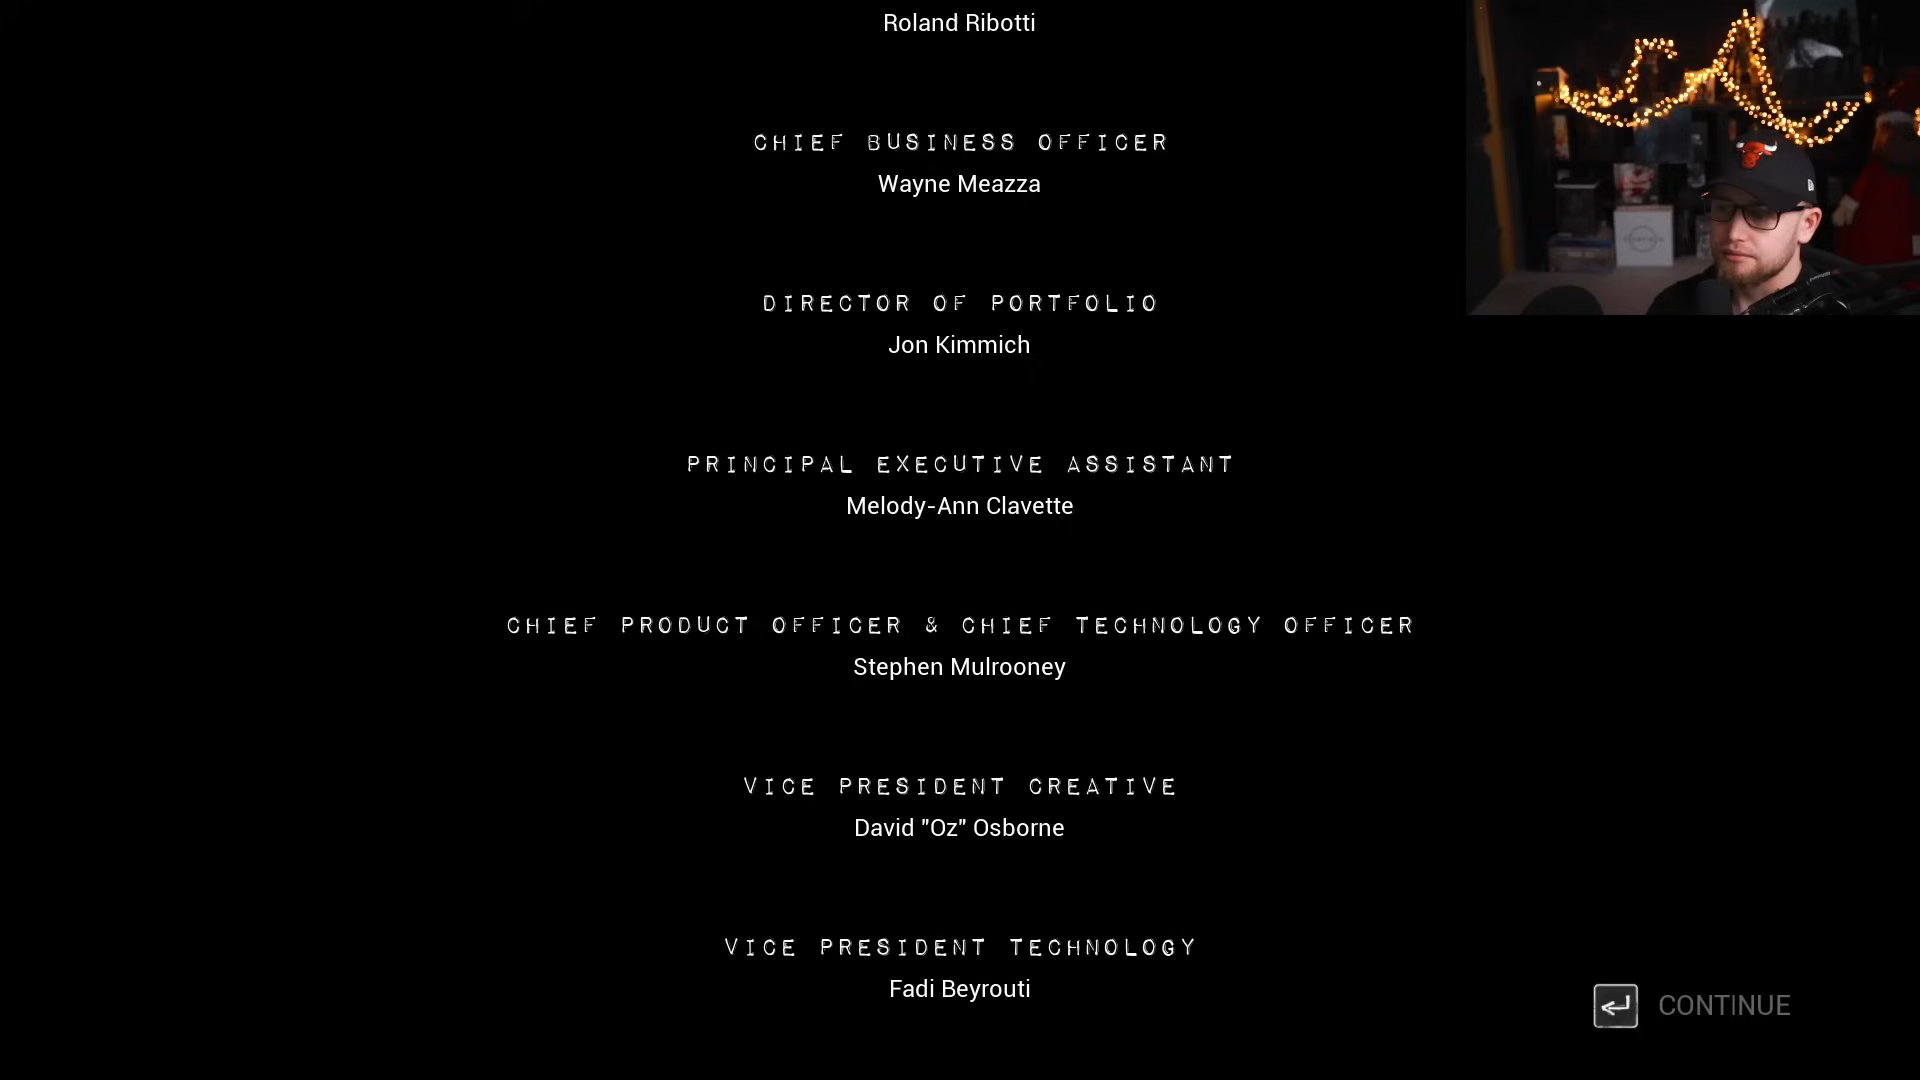 Roland Ribotti
CHIEF BUSINESS OFFICER
Wayne Meazza
DIRECTOR OF PORTFOLIO
Jon Kimmich
PRINCIPAL EXECUTIVE ASSISTANT
Melody-Ann Clavette
CHIEF PRODUCT OFFICER & CHIEF TECHNOLOGY OFFICER
Stephen Mulrooney
VICE PRESIDENT CREATIVE
David "Oz" Osborne
VICE PRESIDENT TECHNOLOGY
Fadi Beyrouti
CONTINUE